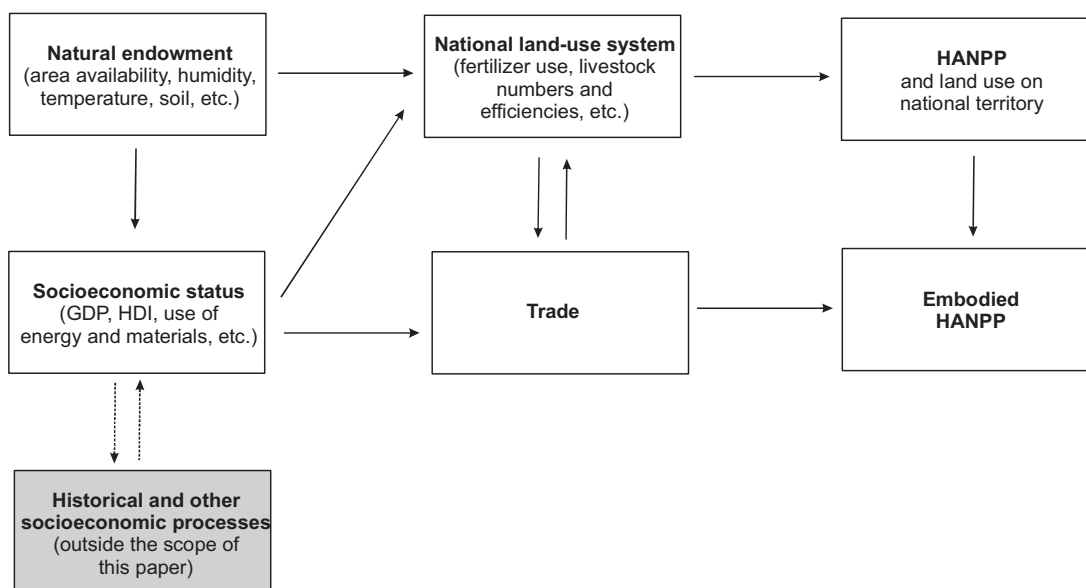 Natural endowment
(area availability, humidity,
temperature, soil, etc.)
National land-use system
(fertilizer use, livestock
numbers and
efficiencies, etc.)
HANPP
and land use on
national territory
Socioeconomic status
(GDP, HDI, use of
energy and materials, etc.)
Trade
Embodied
HANPP
Historical and other
socioeconomic processes
(outside the scope of
this paper)